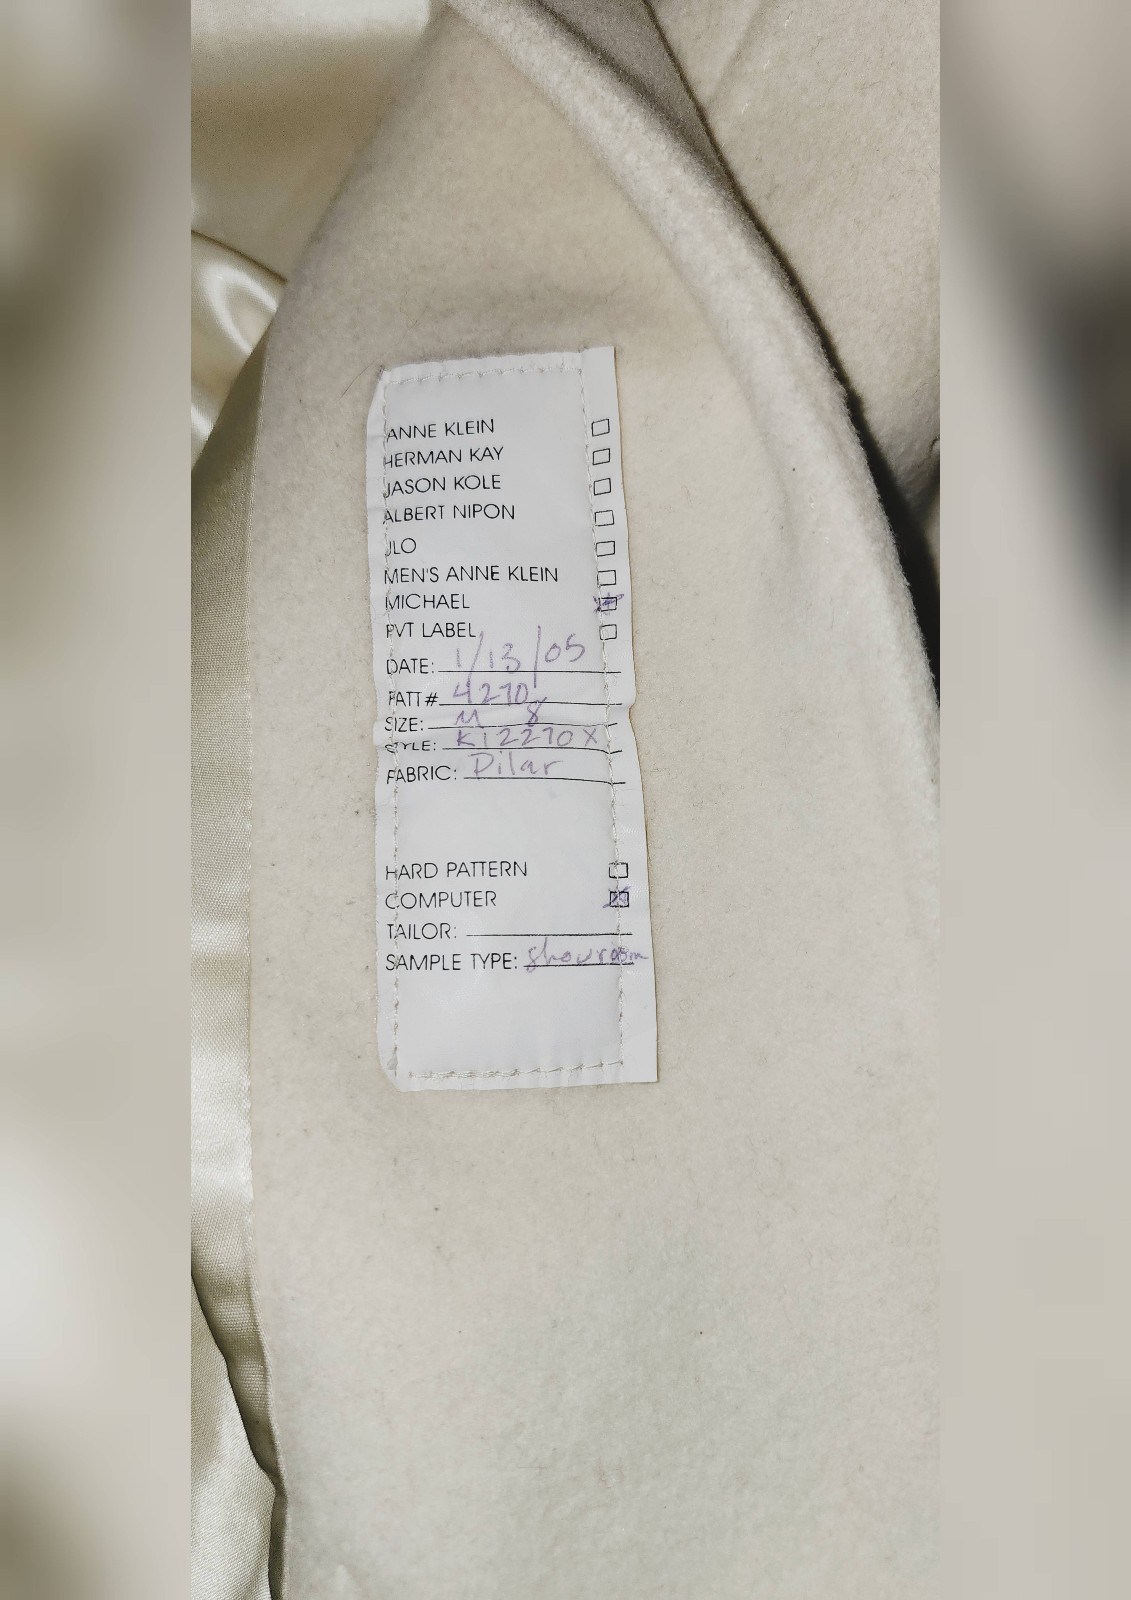 ANNE KLEIN ☐
HERMAN KAY ☐
JASON KOLE ☐
ALBERT NIPON ☐
JLO ☐
MEN'S ANNE KLEIN ☐
MICHAEL ☒
PVT LABEL ☐
DATE: 1/13/05
PATT # 4270
SIZE: M 8
STYLE: K12270X
FABRIC: Pilar
HARD PATTERN ☐
COMPUTER ☒
TAILOR:
SAMPLE TYPE: showroom